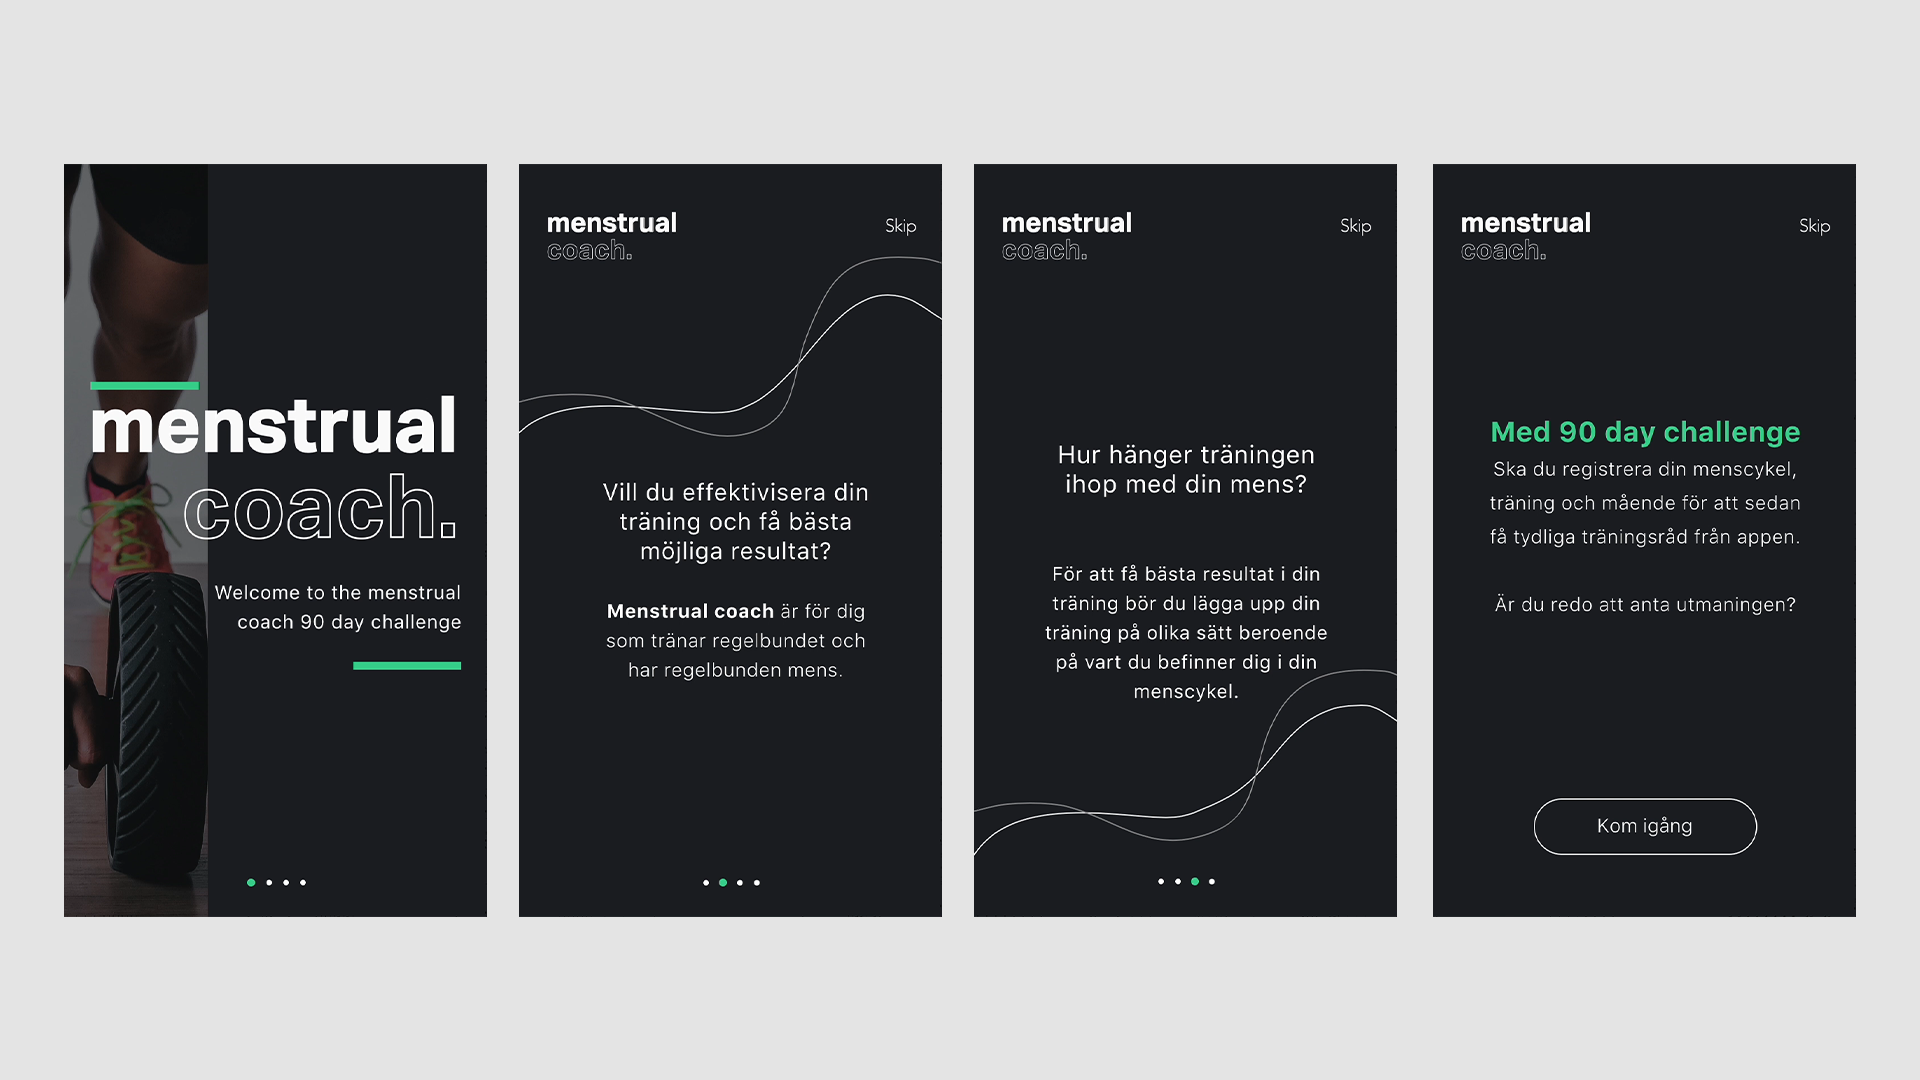 menstrual
coach.
Welcome to the menstrual
coach 90 day challenge
menstrual
coach.
Skip
Vill du effektivisera din
träning och få bästa
möjliga resultat?
Menstrual coach är för dig
som tränar regelbundet och
har regelbunden mens.
menstrual
coach.
Skip
Hur hänger träningen
ihop med din mens?
För att få bästa resultat i din
träning bör du lägga upp din
träning på olika sätt beroende
på vart du befinner dig i din
menscykel.
menstrual
coach.
Skip
Med 90 day challenge
Ska du registrera din menscykel,
träning och mående för att sedan
få tydliga träningsråd från appen.
Är du redo att anta utmaningen?
Kom igång